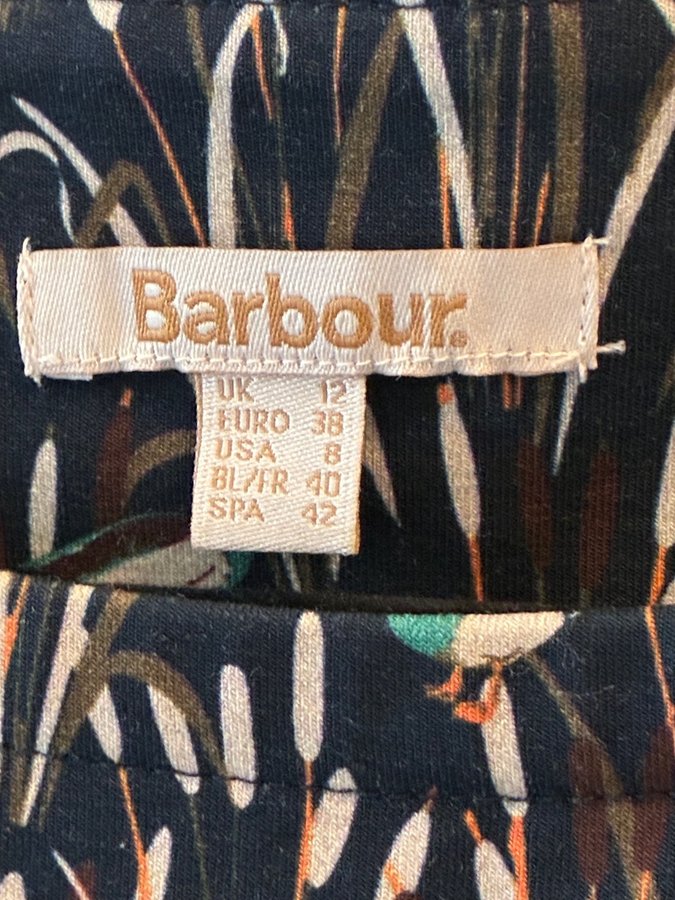 Barbour
UK 12
EURO 38
USA 8
BL/FR 40
SPA 42